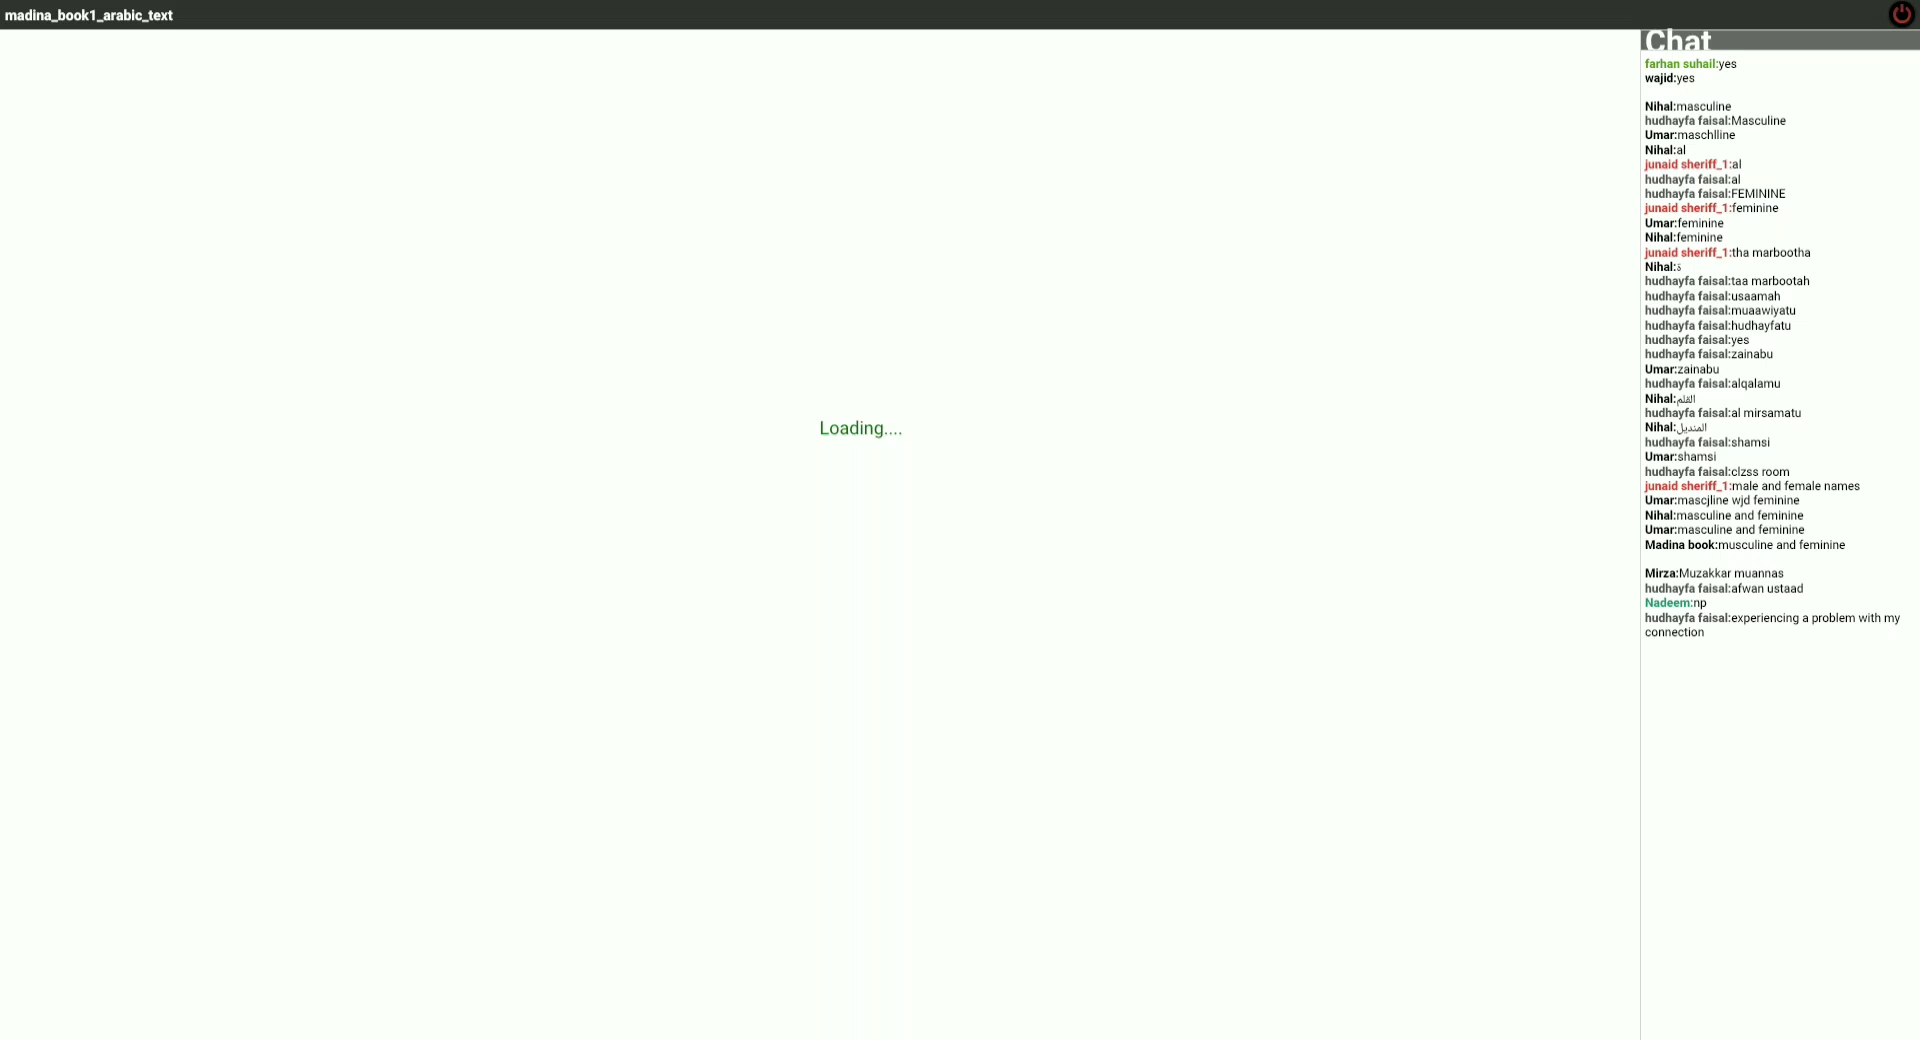 madina_book1_arabic_text
Chat
farhan suhail:yes
wajid:yes
Nihal:masculine
hudhayfa faisal:Masculine
Umar:maschlline
Nihal:al
junaid sheriff_1:al
hudhayfa faisal:al
hudhayfa faisal:FEMININE
junaid sheriff_1:feminine
Umar:feminine
Nihal:feminine
junaid sheriff_1:tha marbootha
Nihal:ة
hudhayfa faisal:taa marbootah
hudhayfa faisal:usaamah
hudhayfa faisal:muaawiyatu
hudhayfa faisal:hudhayfatu
hudhayfa faisal:yes
hudhayfa faisal:zainabu
Umar:zainabu
hudhayfa faisal:alqalamu
Nihal:القلم
hudhayfa faisal:al mirsamatu
Nihal:المنديل
hudhayfa faisal:shamsi
Umar:shamsi
hudhayfa faisal:clzss room
junaid sheriff_1:male and female names
Umar:mascjline wjd feminine
Nihal:masculine and feminine
Umar:masculine and feminine
Madina book:musculine and feminine
Mirza:Muzakkar muannas
hudhayfa faisal:afwan ustaad
Nadeem:np
hudhayfa faisal:experiencing a problem with my
connection
Loading....